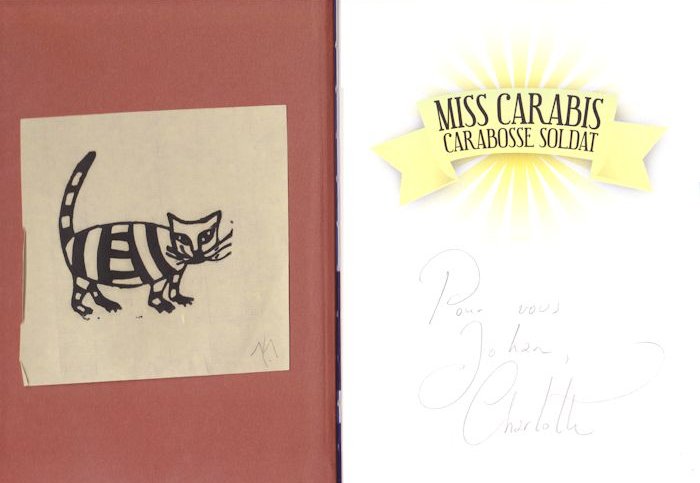 MISS CARABIS
CARABOSSE SOLDAT
Pour vous
Johan,
Charlotte